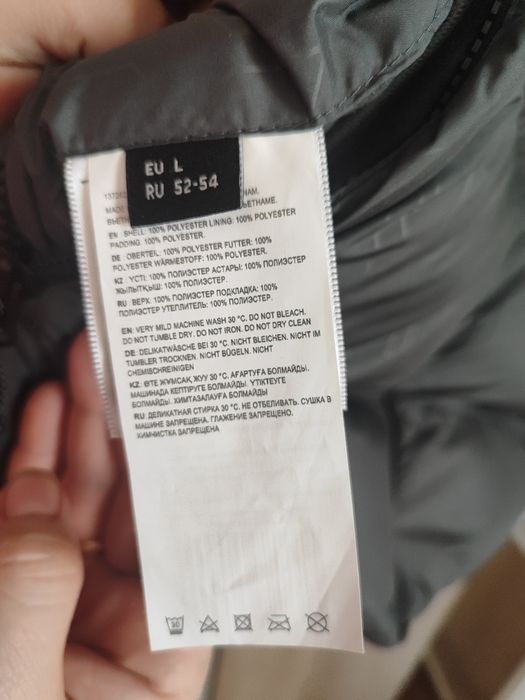 EU L
RU 52-54
MADE
EN: SHELL: 100% POLYESTER LINING: 100% POLYESTER
PADDING: 100% POLYESTER.
DE: OBERTEIL: 100% POLYESTER FUTTER: 100%
POLYESTER WÄRMESTOFF: 100% POLYESTER.
KZ: ҮСТІ: 100% ПОЛИЭСТЕР АСТАРЫ: 100% ПОЛИЭСТЕР
ЖЫЛЫТҚЫШ: 100% ПОЛИЭСТЕР.
RU: ВЕРХ: 100% ПОЛИЭСТЕР ПОДКЛАДКА: 100%
ПОЛИЭСТЕР УТЕПЛИТЕЛЬ: 100% ПОЛИЭСТЕР.
EN: VERY MILD MACHINE WASH 30 °C. DO NOT BLEACH.
DO NOT TUMBLE DRY. DO NOT IRON. DO NOT DRY CLEAN
DE: DELIKATWÄSCHE BEI 30 °C. NICHT BLEICHEN. NICHT IM
TUMBLER TROCKNEN. NICHT BÜGELN. NICHT
CHEMISCHREINIGEN
KZ: ӨТЕ ЖҰМСАҚ ЖУУ 30 °C. АҒАРТУҒА БОЛМАЙДЫ.
МАШИНАДА КЕПТІРУГЕ БОЛМАЙДЫ. ҮТІКТЕУГЕ
БОЛМАЙДЫ. ХИМТАЗАЛАУҒА БОЛМАЙДЫ
RU: ДЕЛИКАТНАЯ СТИРКА 30 °C. НЕ ОТБЕЛИВАТЬ. СУШКА В
МАШИНЕ ЗАПРЕЩЕНА. ГЛАЖЕНИЕ ЗАПРЕЩЕНО.
ХИМЧИСТКА ЗАПРЕЩЕНА
30